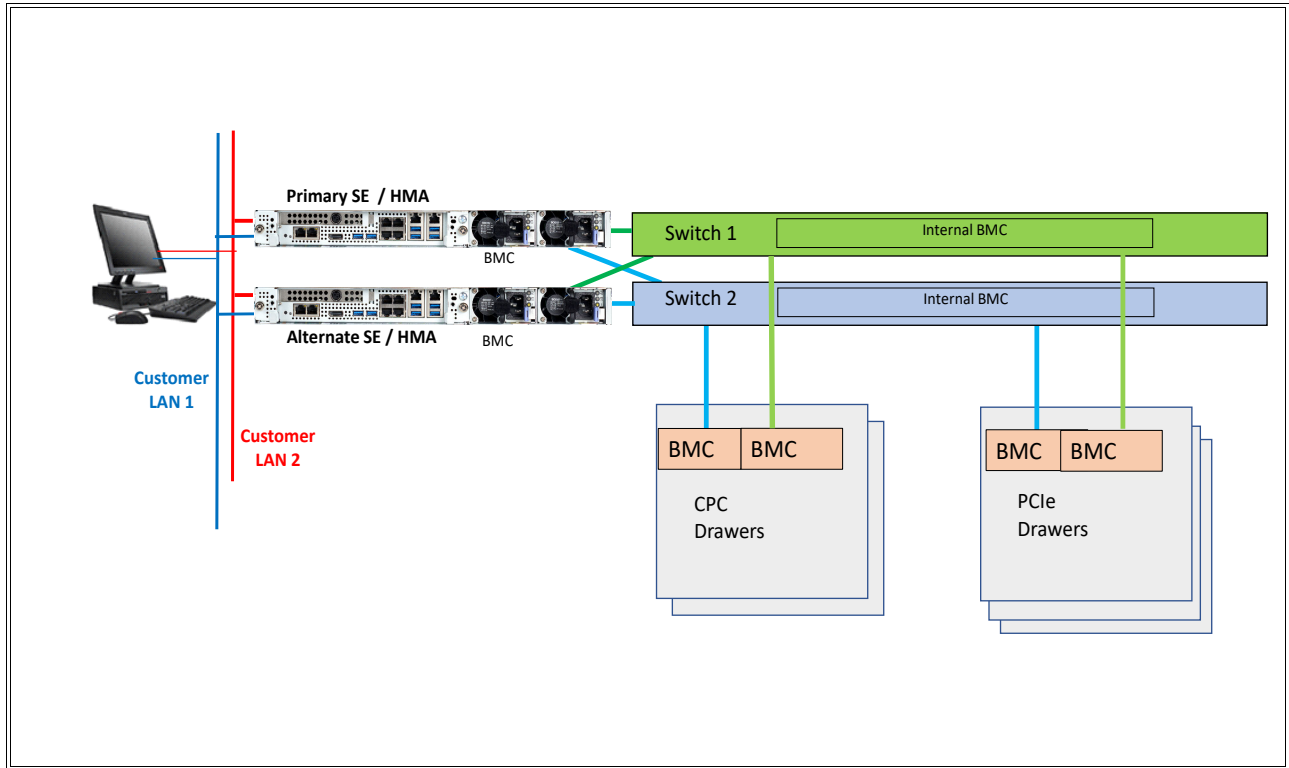 Primary SE / HMA
BMC
Switch 1
Internal BMC
Switch 2
Internal BMC
Alternate SE / HMA
BMC
Customer
LAN 1
Customer
LAN 2
BMC BMC
CPC
Drawers
BMC BMC
PCIe
Drawers